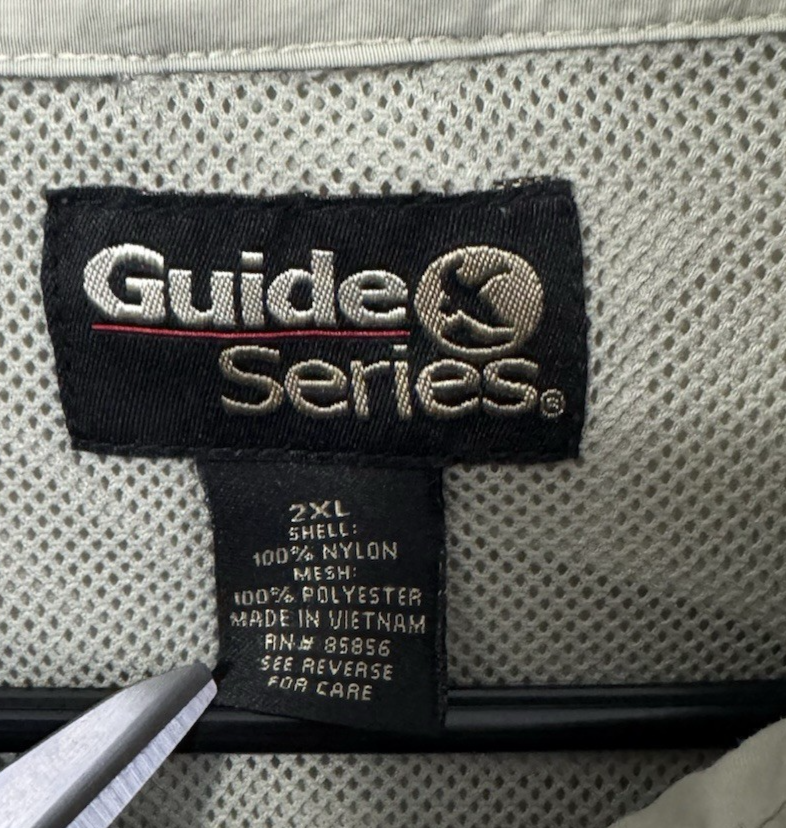 Guide
Series®
2XL
SHELL:
100% NYLON
MESH:
100% POLYESTER
MADE IN VIETNAM
RN# 85856
SEE REVERSE
FOR CARE